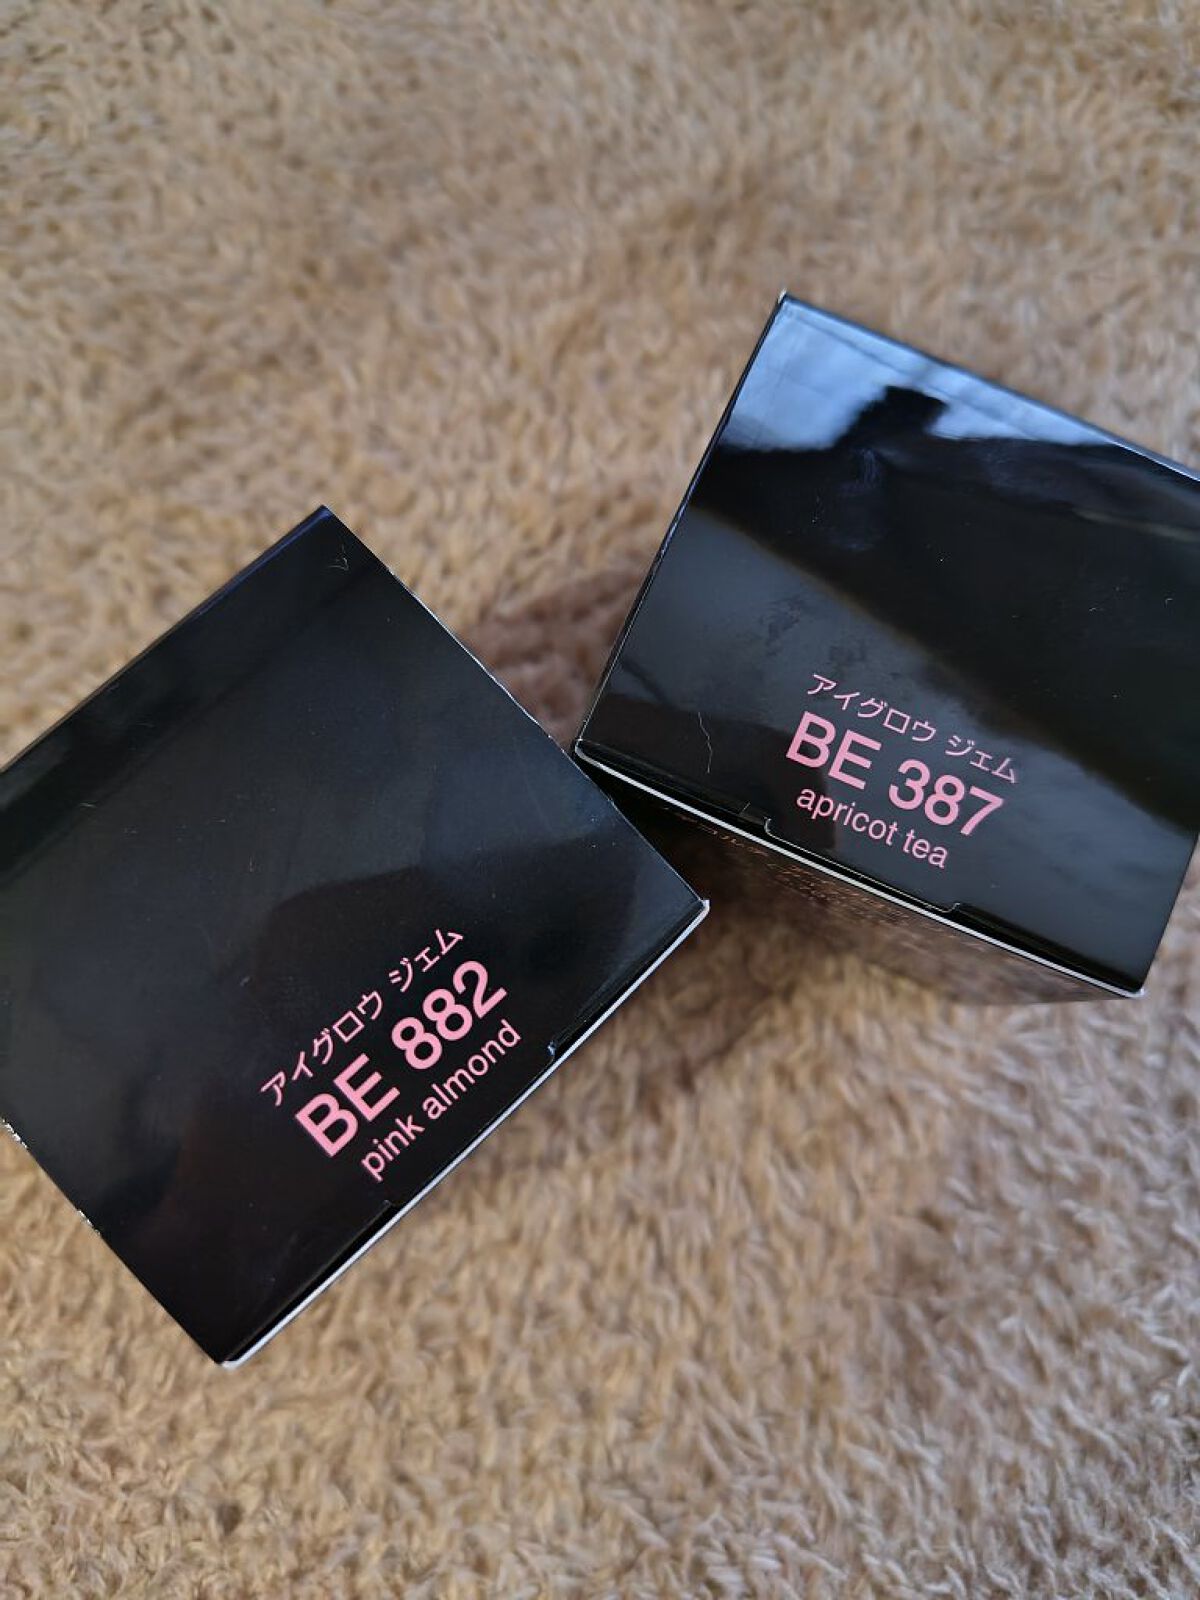 アイグロウ ジェム
BE 882
pink almond
アイグロウ ジェム
BE 387
apricot tea